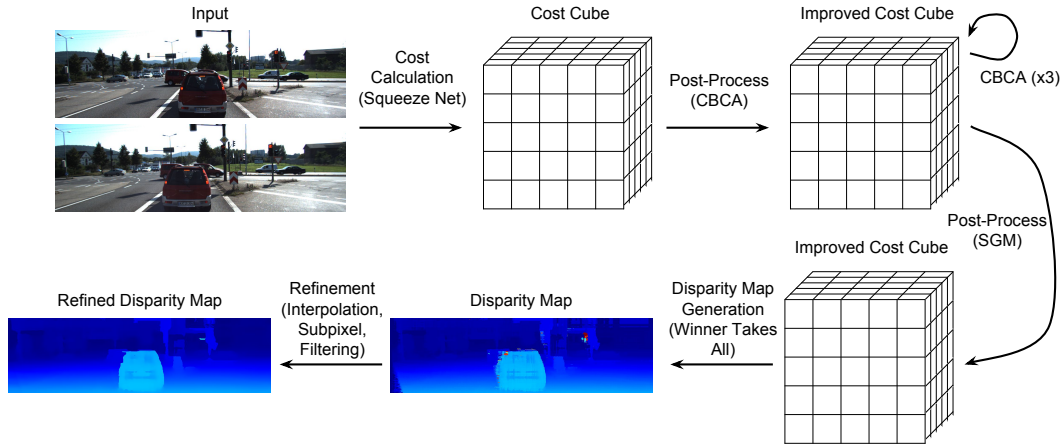 Input
Cost
Calculation
(Squeeze Net)
Cost Cube
Post-Process
(CBCA)
Improved Cost Cube
CBCA (x3)
Post-Process
(SGM)
Improved Cost Cube
Disparity Map
Generation
(Winner Takes
All)
Disparity Map
Refinement
(Interpolation,
Subpixel,
Filtering)
Refined Disparity Map